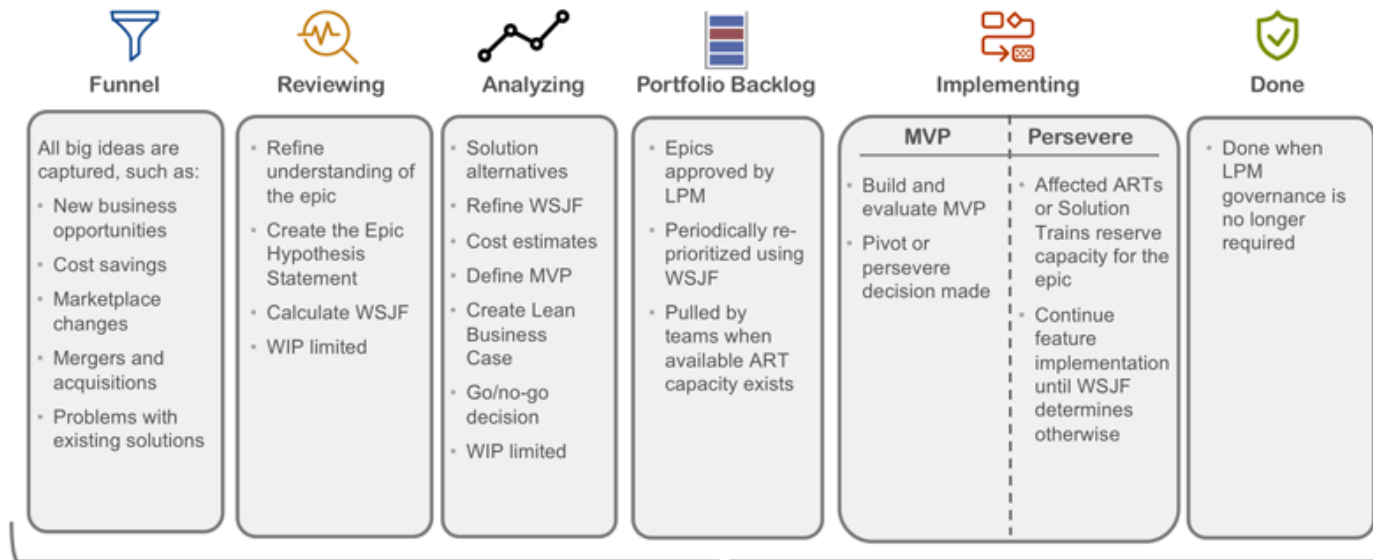 Funnel
All big ideas are
captured, such as:
• New business
opportunities
• Cost savings
• Marketplace
changes
• Mergers and
acquisitions
• Problems with
existing solutions
Reviewing
• Refine
understanding of
the epic
• Create the Epic
Hypothesis
Statement
• Calculate WSJF
• WIP limited
Analyzing
• Solution
alternatives
• Refine WSJF
• Cost estimates
• Define MVP
• Create Lean
Business
Case
• Go/no-go
decision
• WIP limited
Portfolio Backlog
• Epics
approved by
LPM
• Periodically re-
prioritized using
WSJF
• Pulled by
teams when
available ART
capacity exists
Implementing
MVP
• Build and
evaluate MVP
• Pivot or
persevere
decision made
Persevere
• Affected ARTs
or Solution
Trains reserve
capacity for the
epic
• Continue
feature
implementation
until WSJF
determines
otherwise
Done
• Done when
LPM
governance is
no longer
required